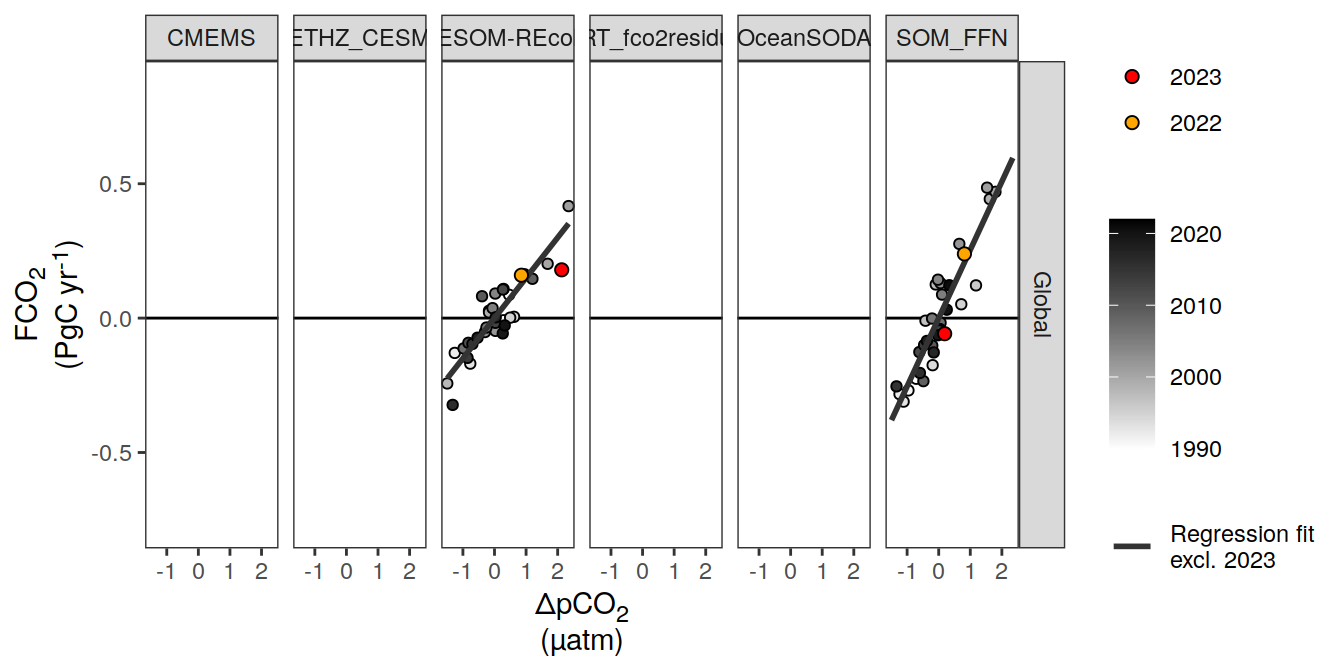 CMEMS
ETHZ_CESM
ESOM-REco
RT_fco2residu
OceanSODA
SOM_FFN
2023
2022
0.5
0.0
-0.5
FCO2
(PgC yr-1)
Global
2020
2010
2000
1990
Regression fit
excl. 2023
-1 0 1 2
-1 0 1 2
-1 0 1 2
-1 0 1 2
-1 0 1 2
-1 0 1 2
ΔpCO2
(µatm)